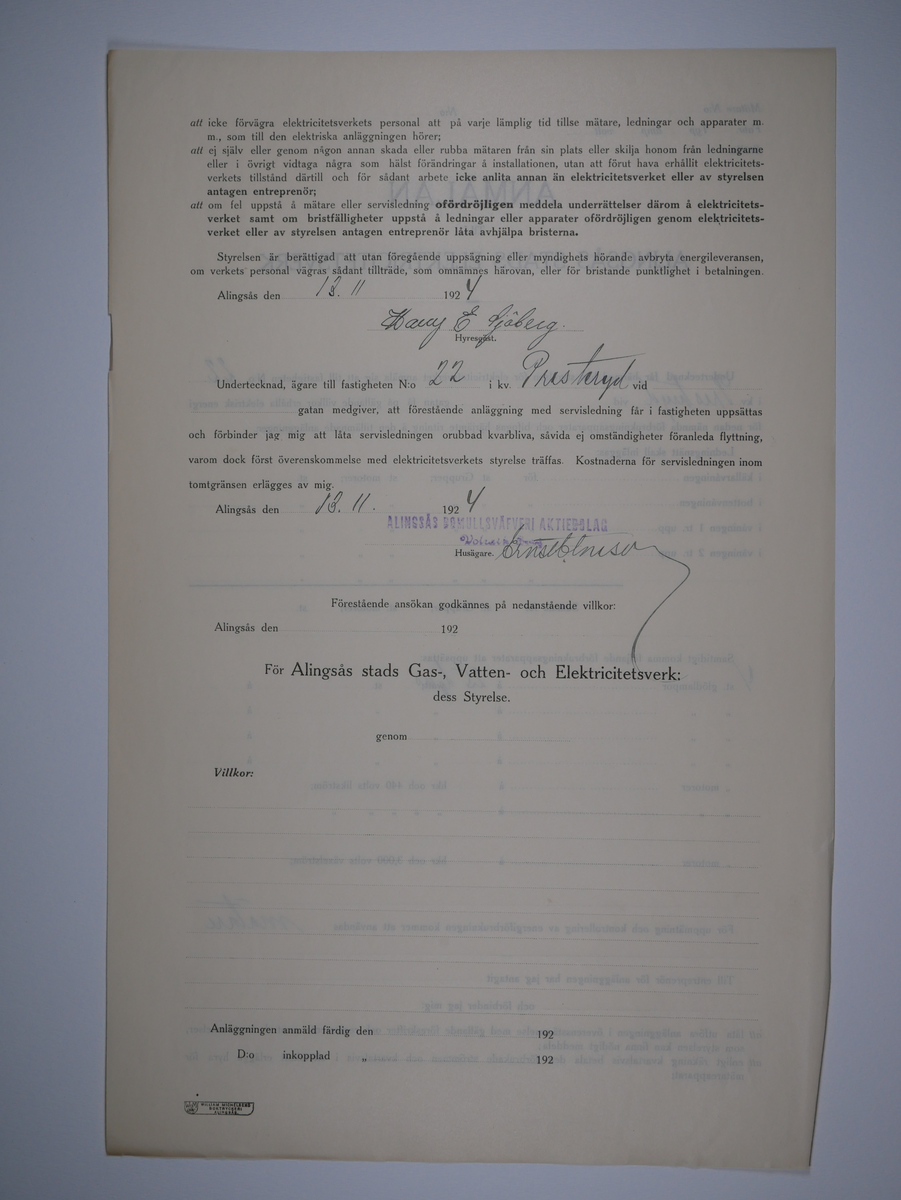 att icke förvägra elektricitetsverkets personal att på varje lämplig tid tillse mätare, ledningar och apparater m.
m., som till den elektriska anläggningen hörer;
att ej själv eller genom någon annan skada eller rubba mätaren från sin plats eller skilja honom från ledningarne
eller i övrigt vidtaga några som hälst förändringar å installationen, utan att förut hava erhållit elektricitets-
verkets tillstånd därtill och för sådant arbete icke anlita annan än elektricitetsverket eller av styrelsen
antagen entreprenör;
att om fel uppstå å mätare eller servisledning ofördröjligen meddela underrättelser därom å elektricitets-
verket samt om bristfälligheter uppstå å ledningar eller apparater ofördröjligen genom elektricitets-
verket eller av styrelsen antagen entreprenör låta avhjälpa bristerna.
Styrelsen är berättigad att utan föregående uppsägning eller myndighets hörande avbryta energileveransen,
om verkets personal vägras sådant tillträde, som omnämnes härovan, eller för bristande punktlighet i betalningen.
Alingsås den 13. 11 1924
Harry E Sjöberg.
Hyresgäst.
Undertecknad, ägare till fastigheten N:o 22 i kv. Prästeryd vid
gatan medgiver, att förestående anläggning med servisledning får i fastigheten uppsättas
och förbinder jag mig att låta servisledningen orubbad kvarbliva, såvida ej omständigheter föranleda flyttning,
varom dock först överenskommelse med elektricitetsverkets styrelse träffas. Kostnaderna för servisledningen inom
tomtgränsen erlägges av mig.
Alingsås den 13. 11. 1924
ALINGSÅS BOMULLSVÄFVERI AKTIEBOLAG
Husägare. Ernst
Förestående ansökan godkännes på nedanstående villkor:
Alingsås den 192
För Alingsås stads Gas-, Vatten- och Elektricitetsverk:
dess Styrelse.
genom
Villkor:
Anläggningen anmäld färdig den 192
D:o inkopplad „ 192
WILLIAM MICHELSENS
BOKTRYCKERI
ALINGSÅS